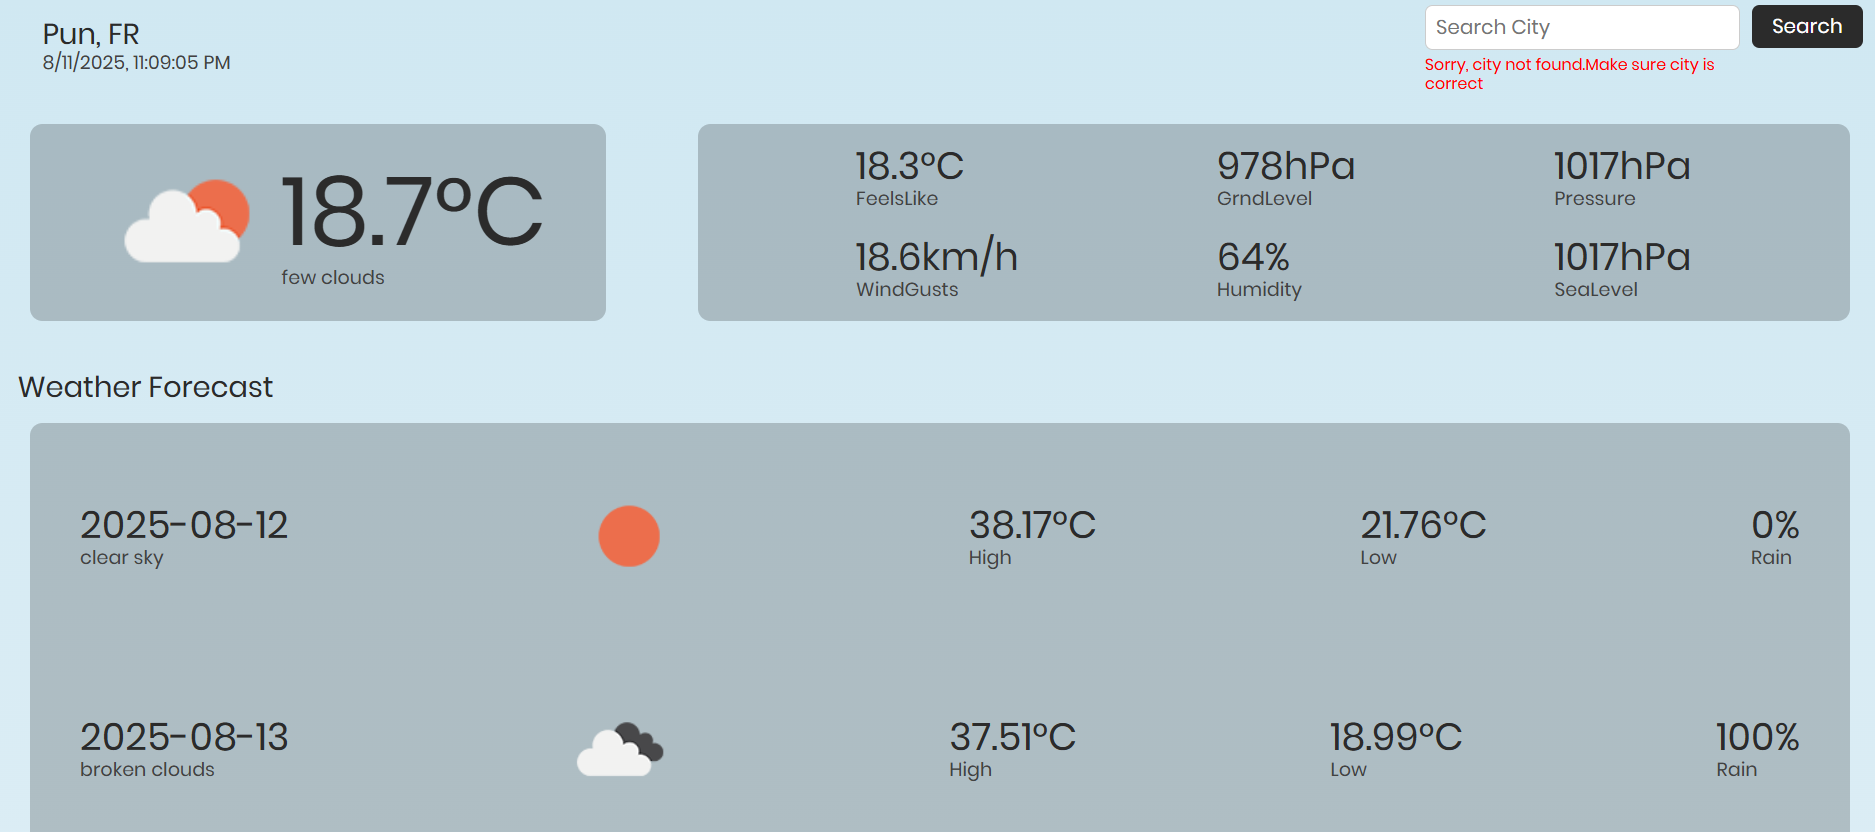 Pun, FR
8/11/2025, 11:09:05 PM
Search City
Search
Sorry, city not found.Make sure city is
correct
18.7°C
few clouds
18.3°C
FeelsLike
978hPa
GrndLevel
1017hPa
Pressure
18.6km/h
WindGusts
64%
Humidity
1017hPa
SeaLevel
Weather Forecast
2025-08-12
clear sky
38.17°C
High
21.76°C
Low
0%
Rain
2025-08-13
broken clouds
37.51°C
High
18.99°C
Low
100%
Rain